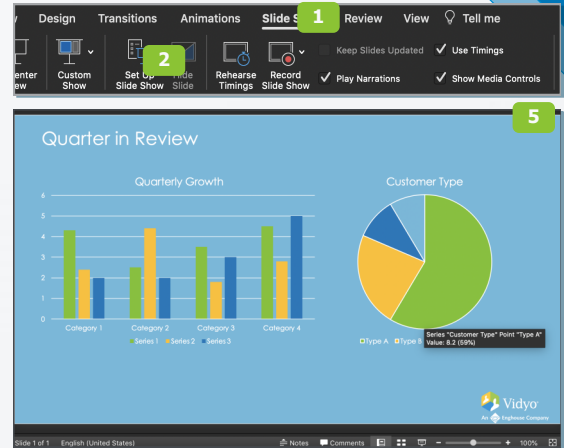 Design Transitions Animations Slide S 1 Review View Tell me
2
enter
ew
Custom
Show
Set Up
Slide Show
Hide
Slide
Rehearse
Timings
Record
Slide Show
Keep Slides Updated
Use Timings
Play Narrations
Show Media Controls
5
Quarter in Review
Quarterly Growth
6
5
4
3
2
1
0
Category 1 Category 2 Category 3 Category 4
Series 1 Series 2 Series 3
Customer Type
Series "Customer Type" Point "Type A"
Value: 8.2 (59%)
Type A Type B
Vidyo
An Enghouse Company
Slide 1 of 1 English (United States) Notes Comments 100%